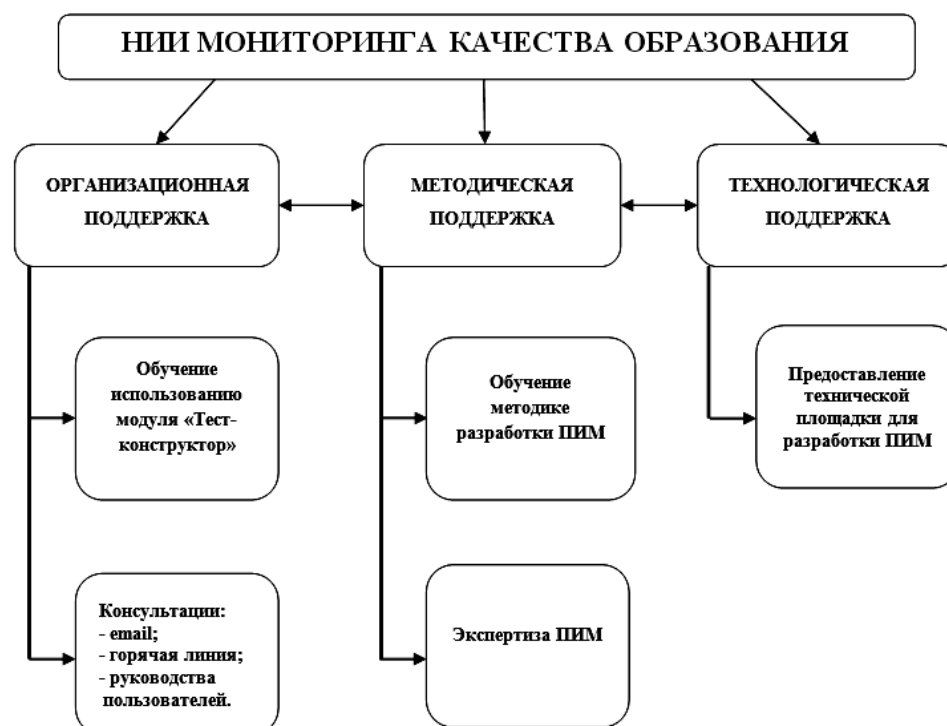 НИИ МОНИТОРИНГА КАЧЕСТВА ОБРАЗОВАНИЯ
ОРГАНИЗАЦИОННАЯ
ПОДДЕРЖКА
МЕТОДИЧЕСКАЯ
ПОДДЕРЖКА
ТЕХНОЛОГИЧЕСКАЯ
ПОДДЕРЖКА
Обучение
использованию
модуля «Тест-
конструктор»
Обучение
методике
разработки ПИМ
Предоставление
технической
площадки для
разработки ПИМ
Консультации:
- email;
- горячая линия;
- руководства
пользователей.
Экспертиза ПИМ